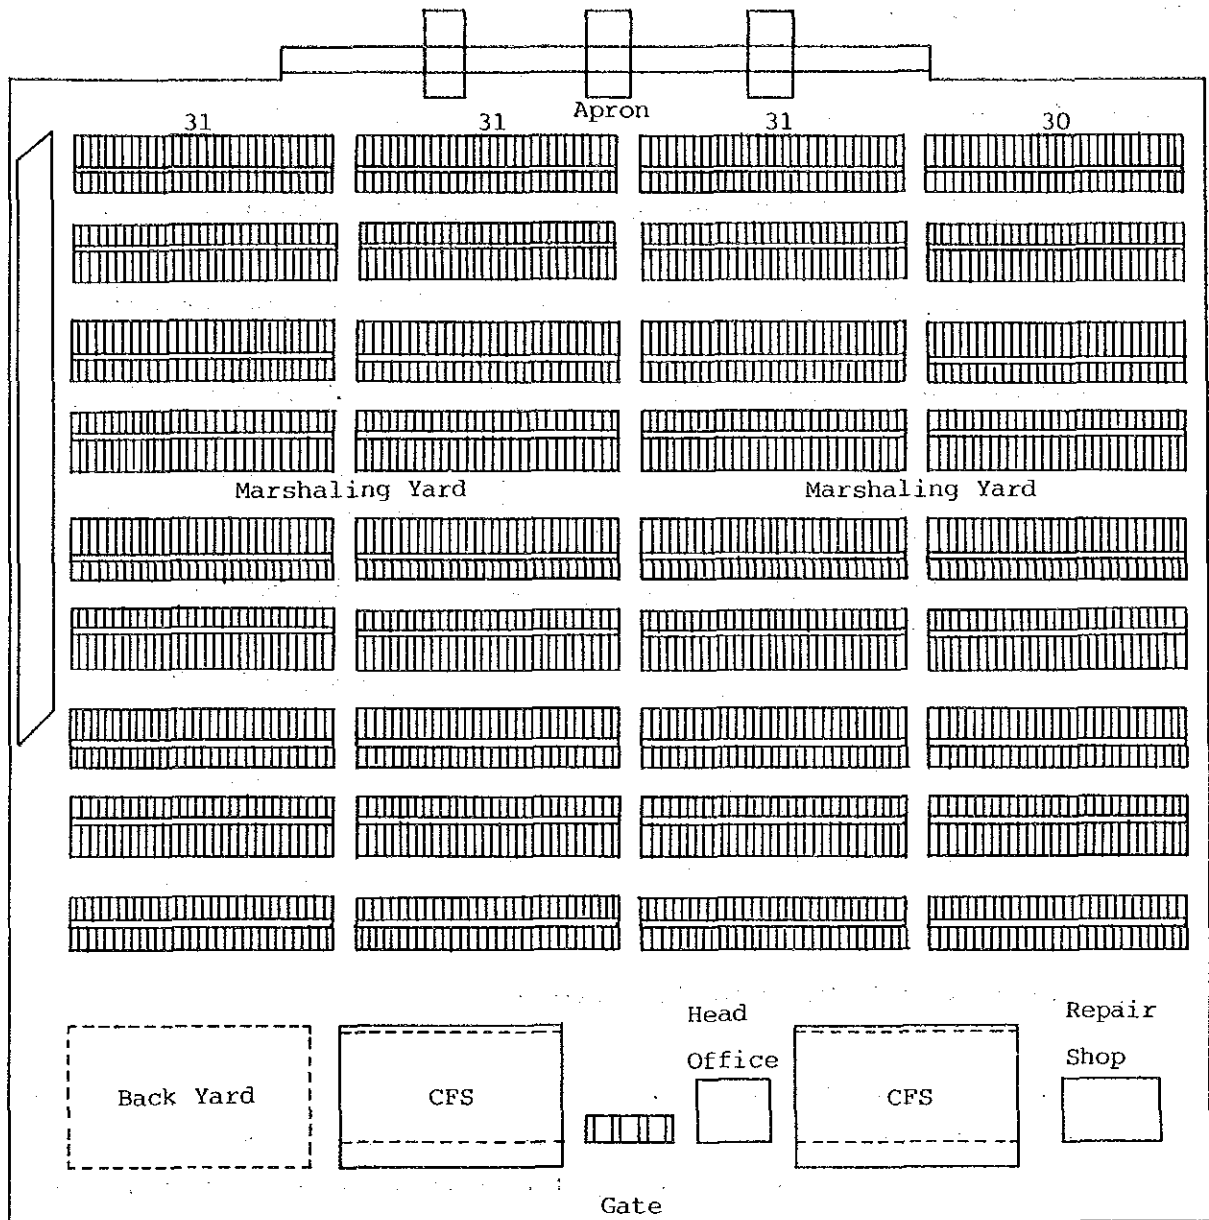 Apron
31 31 31 30
Marshaling Yard Marshaling Yard
Head
Office
Repair
Shop
Back Yard CFS CFS
Gate